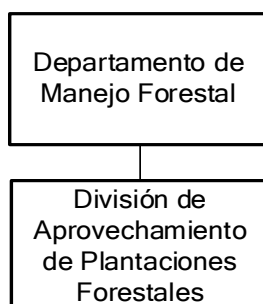 Departamento de
Manejo Forestal
División de
Aprovechamiento
de Plantaciones
Forestales